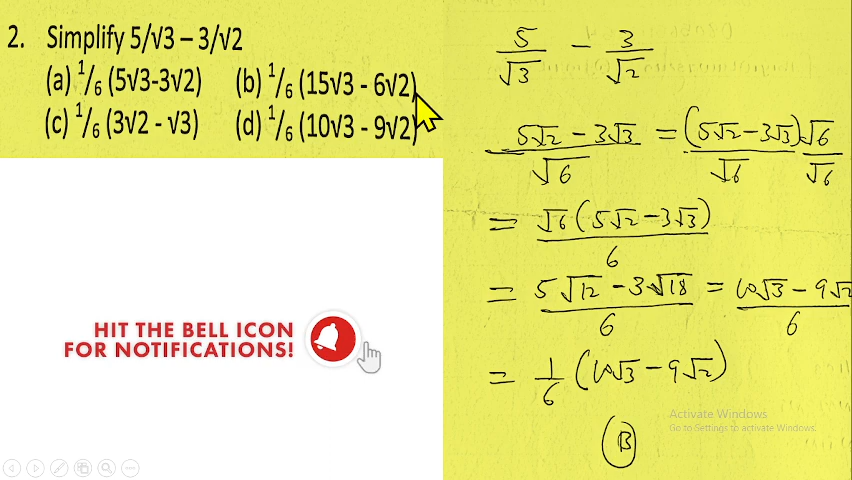 2. Simplify 5/√3 – 3/√2
(a) ¹/₆ (5√3-3√2) (b) ¹/₆ (15√3 - 6√2)
(c) ¹/₆ (3√2 - √3) (d) ¹/₆ (10√3 - 9√2)
HIT THE BELL ICON
FOR NOTIFICATIONS!
5/√3 - 3/√2
(5√2 - 3√3)/√6 = (5√2 - 3√3)/√6 √6/√6
= √6(5√2 - 3√3)/6
= (5√12 - 3√18)/6 = (10√3 - 9√2)/6
= 1/6 (10√3 - 9√2)
B
Activate Windows
Go to Settings to activate Windows.